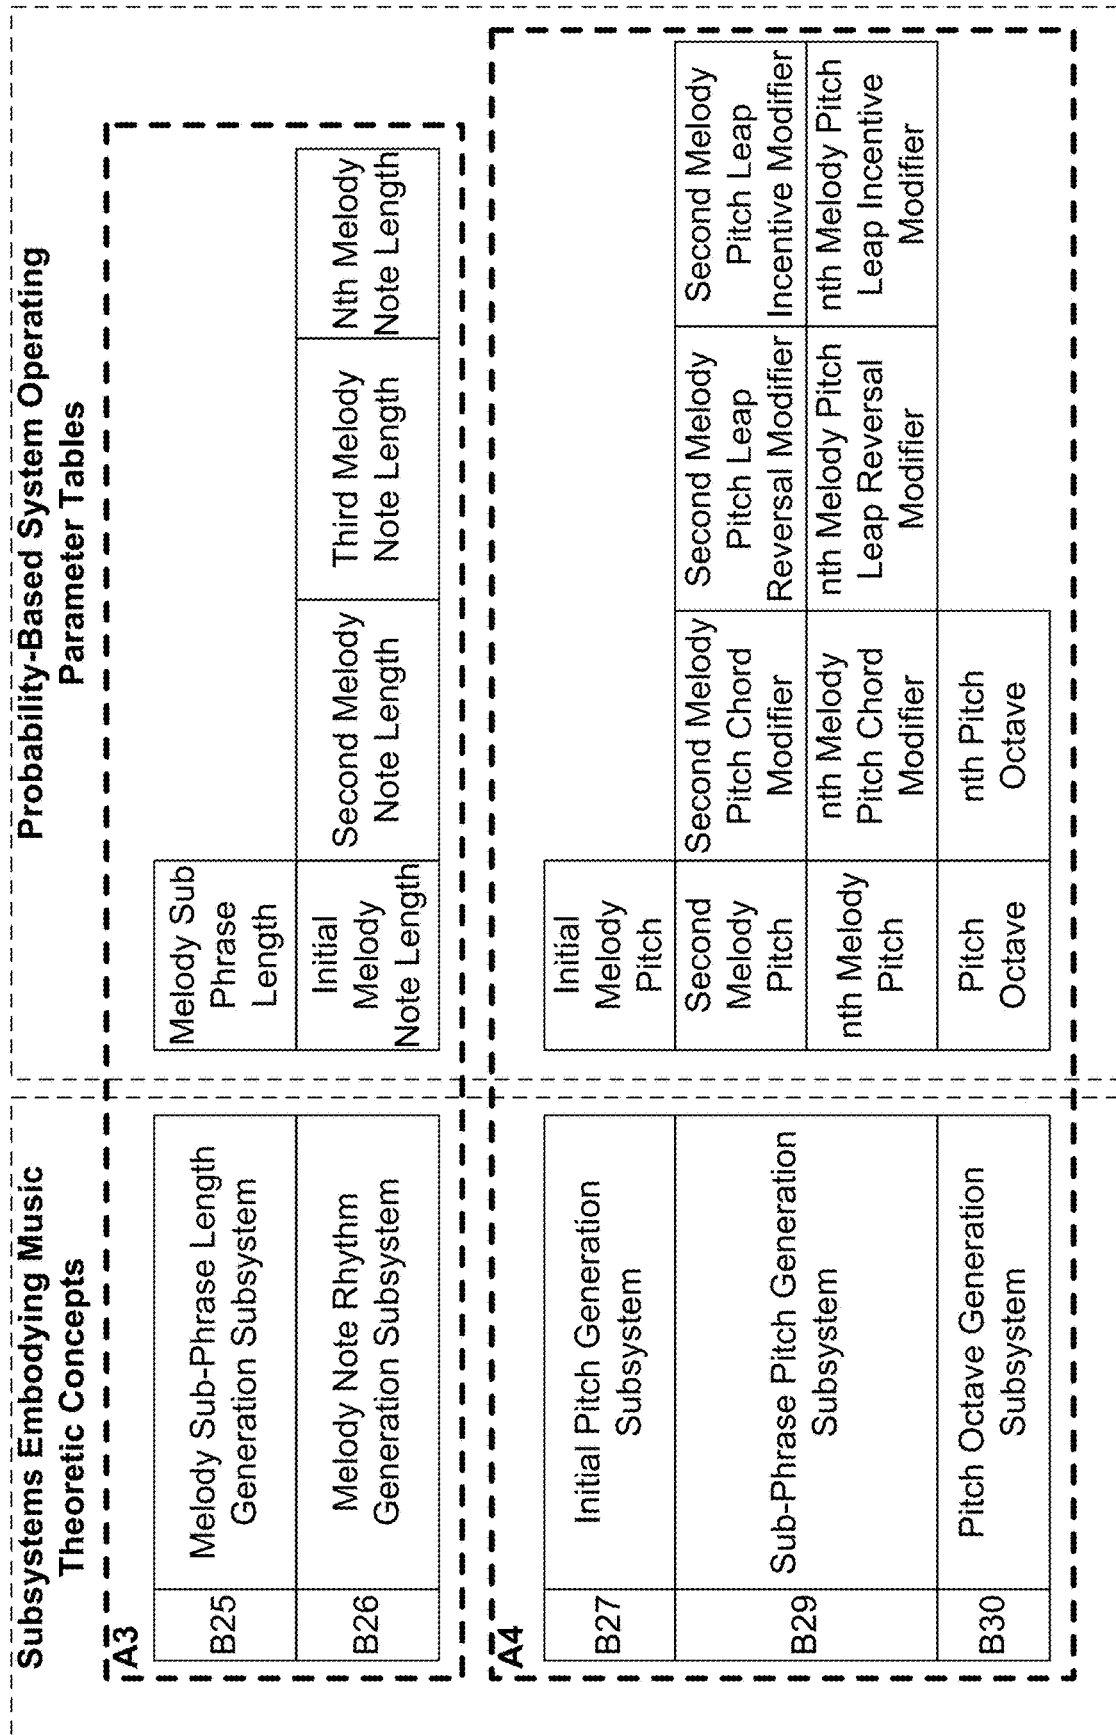 Systems Embodying Music
Theoretic Concepts
Probability-Based System Operating
Parameter Tables
A3
B25
Melody Sub-Phrase Length
Generation Subsystem
Melody Sub
Phrase
Length
B26
Melody Note Rhythm
Generation Subsystem
Initial
Melody
Note Length
Second Melody
Note Length
Third Melody
Note Length
Nth Melody
Note Length
A4
B27
Initial Pitch Generation
Subsystem
Initial
Melody
Pitch
B29
Sub-Phrase Pitch Generation
Subsystem
Second
Melody
Pitch
Second Melody
Pitch Chord
Modifier
Second Melody
Pitch Leap
Reversal Modifier
Second Melody
Pitch Leap
Incentive Modifier
nth Melody
Pitch
nth Melody
Pitch Chord
Modifier
nth Melody Pitch
Leap Reversal
Modifier
nth Melody Pitch
Leap Incentive
Modifier
B30
Pitch Octave Generation
Subsystem
Pitch
Octave
nth Pitch
Octave